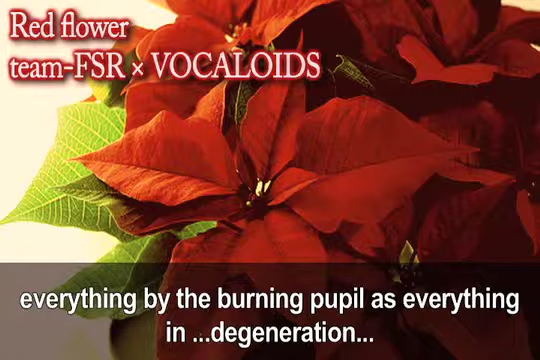 Red flower
team-FSR × VOCALOIDS
everything by the burning pupil as everything
in ...degeneration...